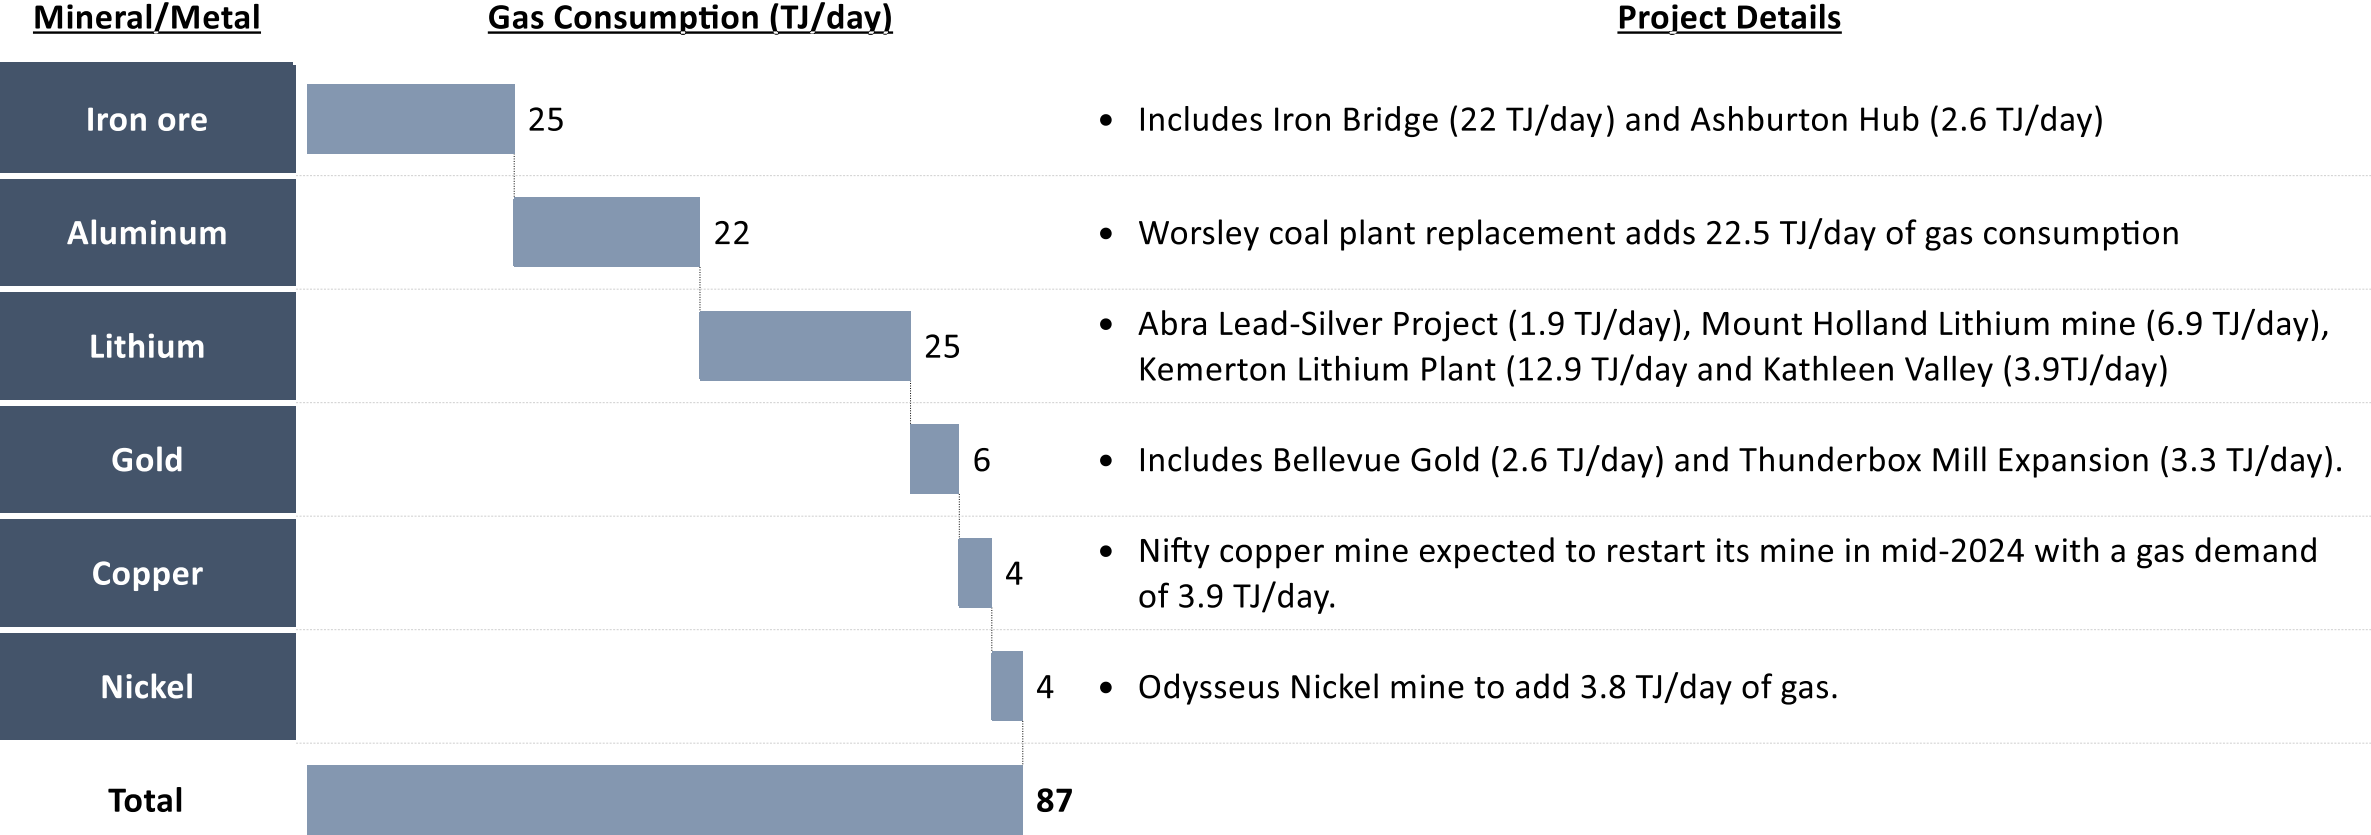 Mineral/Metal Gas Consumption (TJ/day) Project Details
Iron ore 25 • Includes Iron Bridge (22 TJ/day) and Ashburton Hub (2.6 TJ/day)
Aluminum 22 • Worsley coal plant replacement adds 22.5 TJ/day of gas consumption
Lithium 25 • Abra Lead-Silver Project (1.9 TJ/day), Mount Holland Lithium mine (6.9 TJ/day),
Kemerton Lithium Plant (12.9 TJ/day and Kathleen Valley (3.9TJ/day)
Gold 6 • Includes Bellevue Gold (2.6 TJ/day) and Thunderbox Mill Expansion (3.3 TJ/day).
Copper 4 • Nifty copper mine expected to restart its mine in mid-2024 with a gas demand
of 3.9 TJ/day.
Nickel 4 • Odysseus Nickel mine to add 3.8 TJ/day of gas.
Total 87